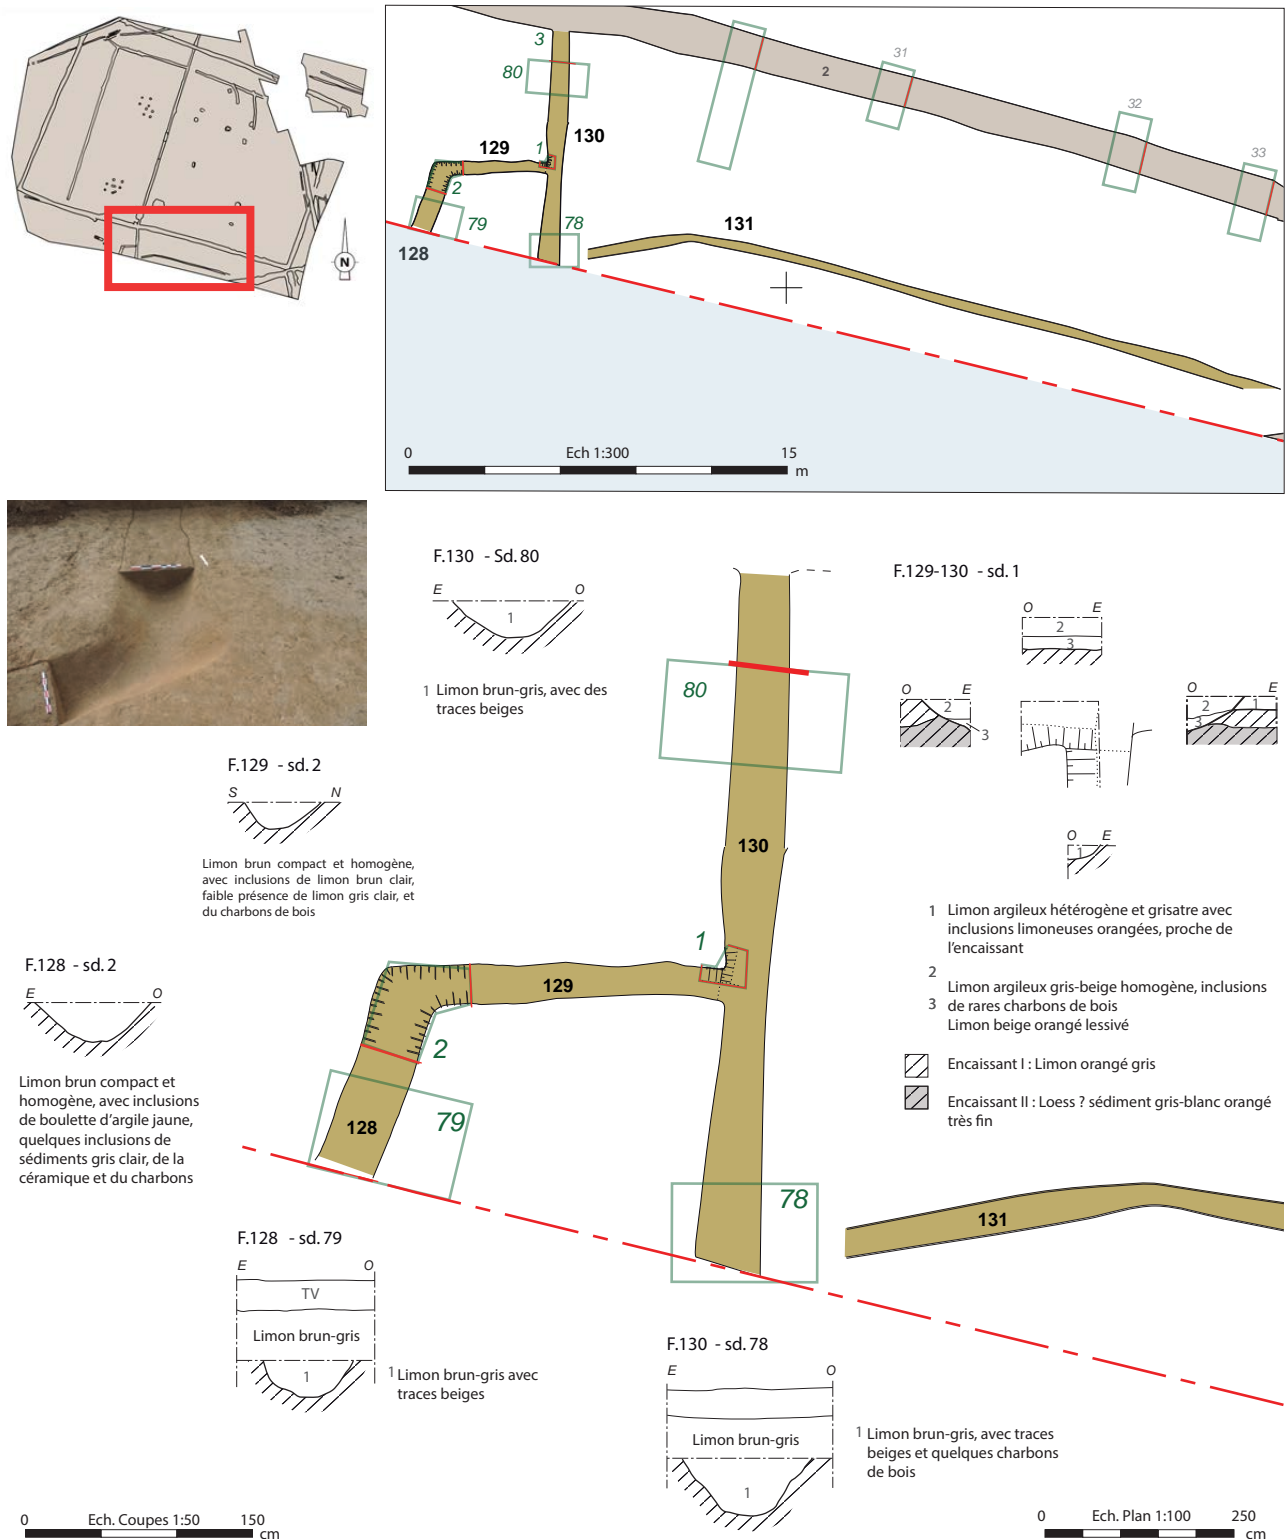 N
3
80
129
1
130
2
79
78
128
131
2
31
32
33
0 Ech 1:300 15
m
F.130 - Sd. 80
E O
1
1 Limon brun-gris, avec des
traces beiges
F.129 - sd. 2
S N
Limon brun compact et homogène,
avec inclusions de limon brun clair,
faible présence de limon gris clair, et
du charbons de bois
F.128 - sd. 2
E O
Limon brun compact et
homogène, avec inclusions
de boulette d'argile jaune,
quelques inclusions de
sédiments gris clair, de la
céramique et du charbons
80
130
1
129
2
128
79
78
131
F.129-130 - sd. 1
O E
2
3
O E
2
3
O E
2 1
3
O E
1
1 Limon argileux hétérogène et grisatre avec
inclusions limoneuses orangées, proche de
l'encaissant
2
Limon argileux gris-beige homogène, inclusions
3 de rares charbons de bois
Limon beige orangé lessivé
Encaissant I : Limon orangé gris
Encaissant II : Loess ? sédiment gris-blanc orangé
très fin
F.128 - sd. 79
E O
TV
Limon brun-gris
1
1 Limon brun-gris avec
traces beiges
F.130 - sd. 78
E O
Limon brun-gris
1
1 Limon brun-gris, avec traces
beiges et quelques charbons
de bois
0 Ech. Coupes 1:50 150
cm
0 Ech. Plan 1:100 250
cm